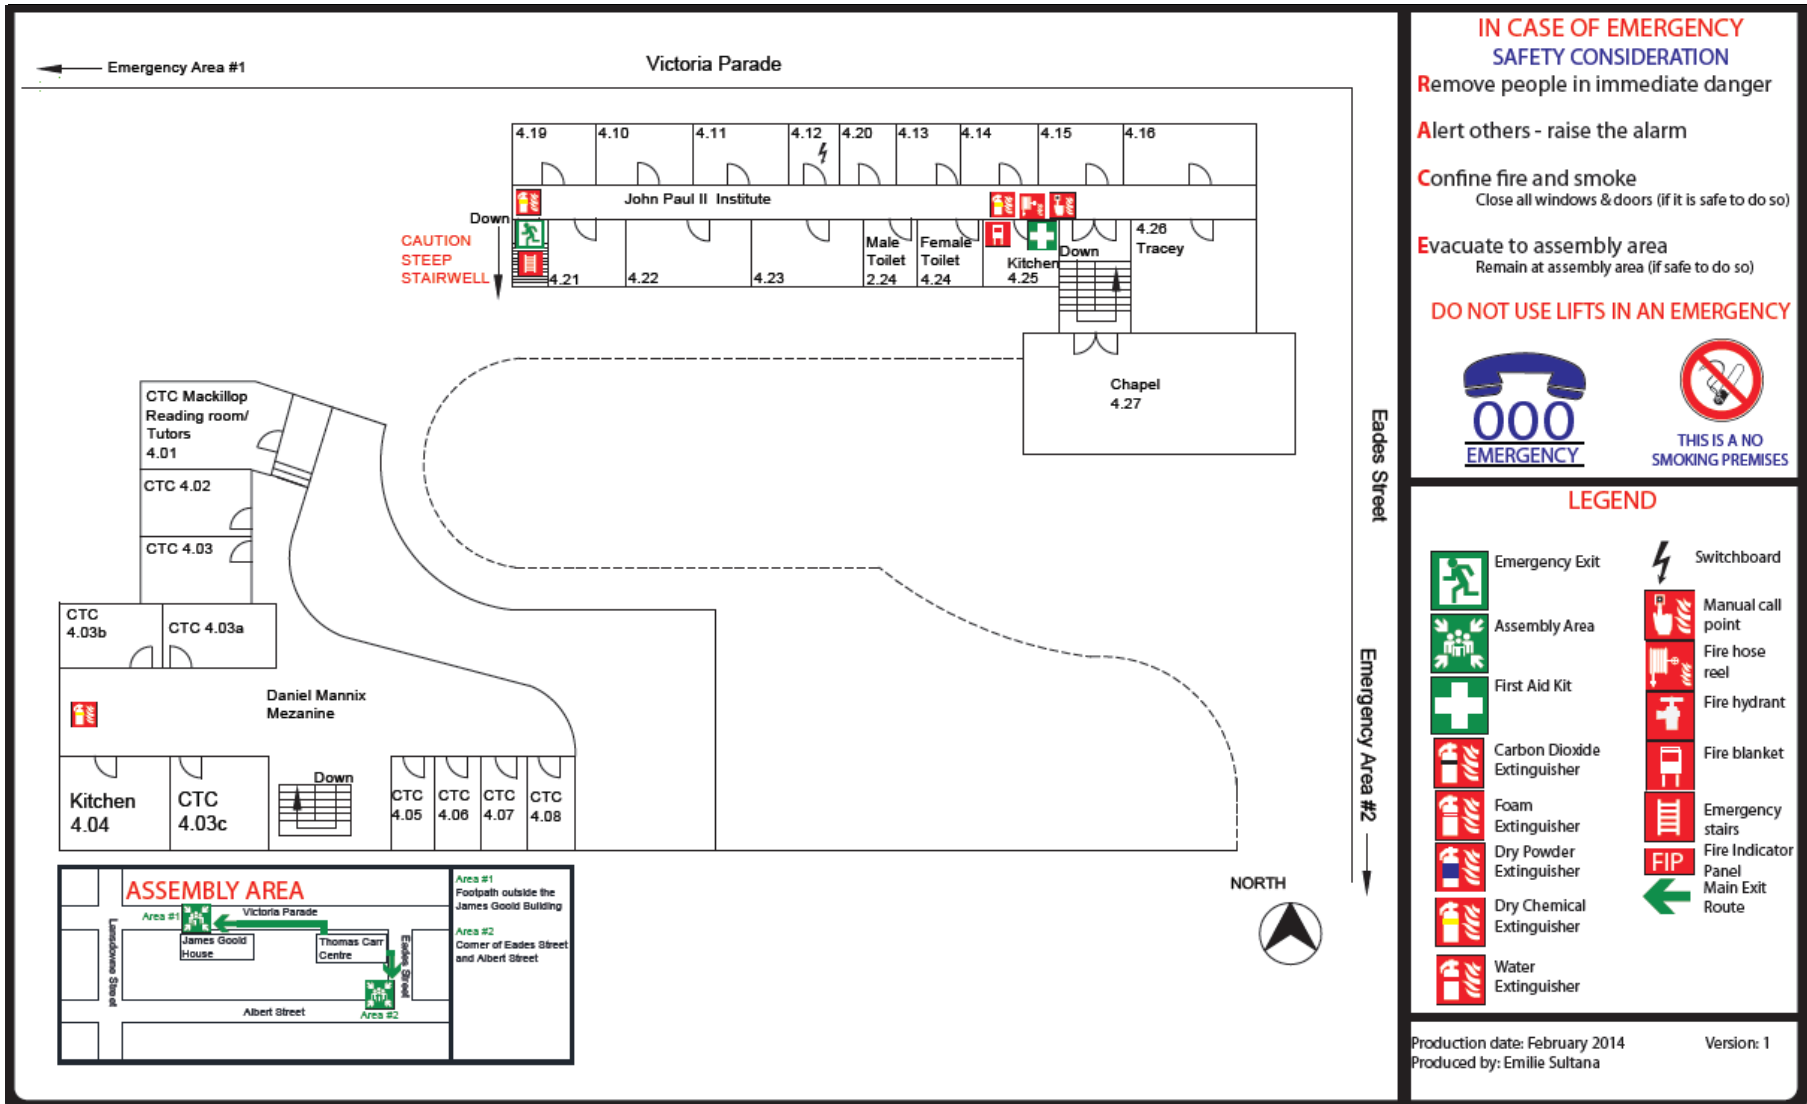 Emergency Area #1
Victoria Parade
4.19
4.10
4.11
4.12
4.20
4.13
4.14
4.15
4.16
John Paul II Institute
Down
CAUTION
STEEP
STAIRWELL
4.21
4.22
4.23
Male
Toilet
2.24
Female
Toilet
4.24
Kitchen
4.25
Down
4.26
Tracey
Chapel
4.27
CTC Mackillop
Reading room/
Tutors
4.01
CTC 4.02
CTC 4.03
CTC
4.03b
CTC 4.03a
Daniel Mannix
Mezanine
Kitchen
4.04
CTC
4.03c
Down
CTC
4.05
CTC
4.06
CTC
4.07
CTC
4.08
Eades Street
Emergency Area #2
NORTH
ASSEMBLY AREA
Area #1
Victoria Parade
James Goold
House
Thomas Carr
Centre
Lansdowne Street
Eades Street
Albert Street
Area #2
Area #1
Footpath outside the
James Goold Building
Area #2
Corner of Eades Street
and Albert Street
IN CASE OF EMERGENCY
SAFETY CONSIDERATION
Remove people in immediate danger
Alert others - raise the alarm
Confine fire and smoke
Close all windows & doors (if it is safe to do so)
Evacuate to assembly area
Remain at assembly area (if safe to do so)
DO NOT USE LIFTS IN AN EMERGENCY
000
EMERGENCY
THIS IS A NO
SMOKING PREMISES
LEGEND
Emergency Exit
Assembly Area
First Aid Kit
Carbon Dioxide
Extinguisher
Foam
Extinguisher
Dry Powder
Extinguisher
Dry Chemical
Extinguisher
Water
Extinguisher
Switchboard
Manual call
point
Fire hose
reel
Fire hydrant
Fire blanket
Emergency
stairs
FIP
Fire Indicator
Panel
Main Exit
Route
Production date: February 2014
Version: 1
Produced by: Emilie Sultana